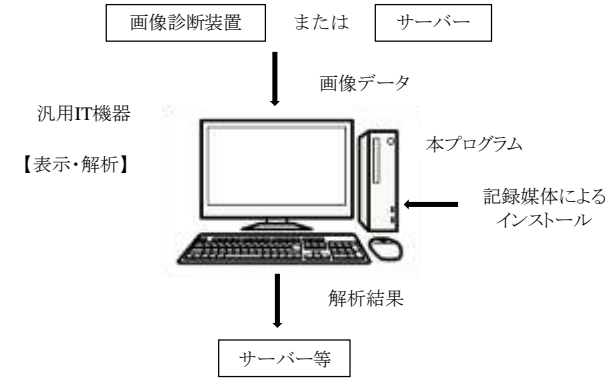 画像診断装置 または サーバー
画像データ
汎用IT機器
本プログラム
【表示・解析】
記録媒体による
インストール
解析結果
サーバー等